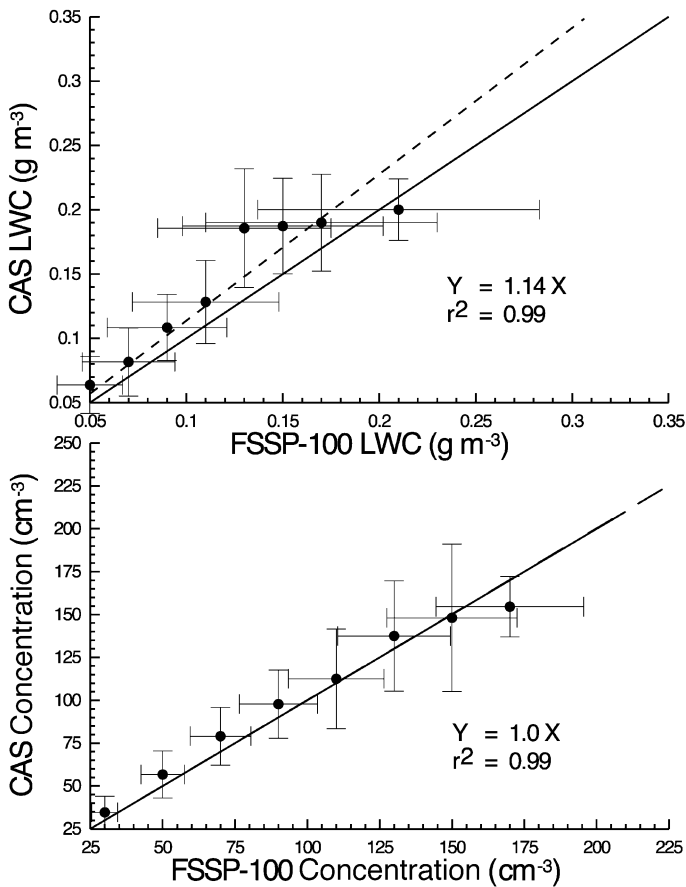 0.35
0.3
0.25
0.2
0.15
0.1
0.05
CAS LWC (g m-3)
Y = 1.14 X
r2 = 0.99
0.05 0.1 0.15 0.2 0.25 0.3 0.35
FSSP-100 LWC (g m-3)
250
225
200
175
150
125
100
75
50
25
CAS Concentration (cm-3)
Y = 1.0 X
r2 = 0.99
25 50 75 100 125 150 175 200 225
FSSP-100 Concentration (cm-3)